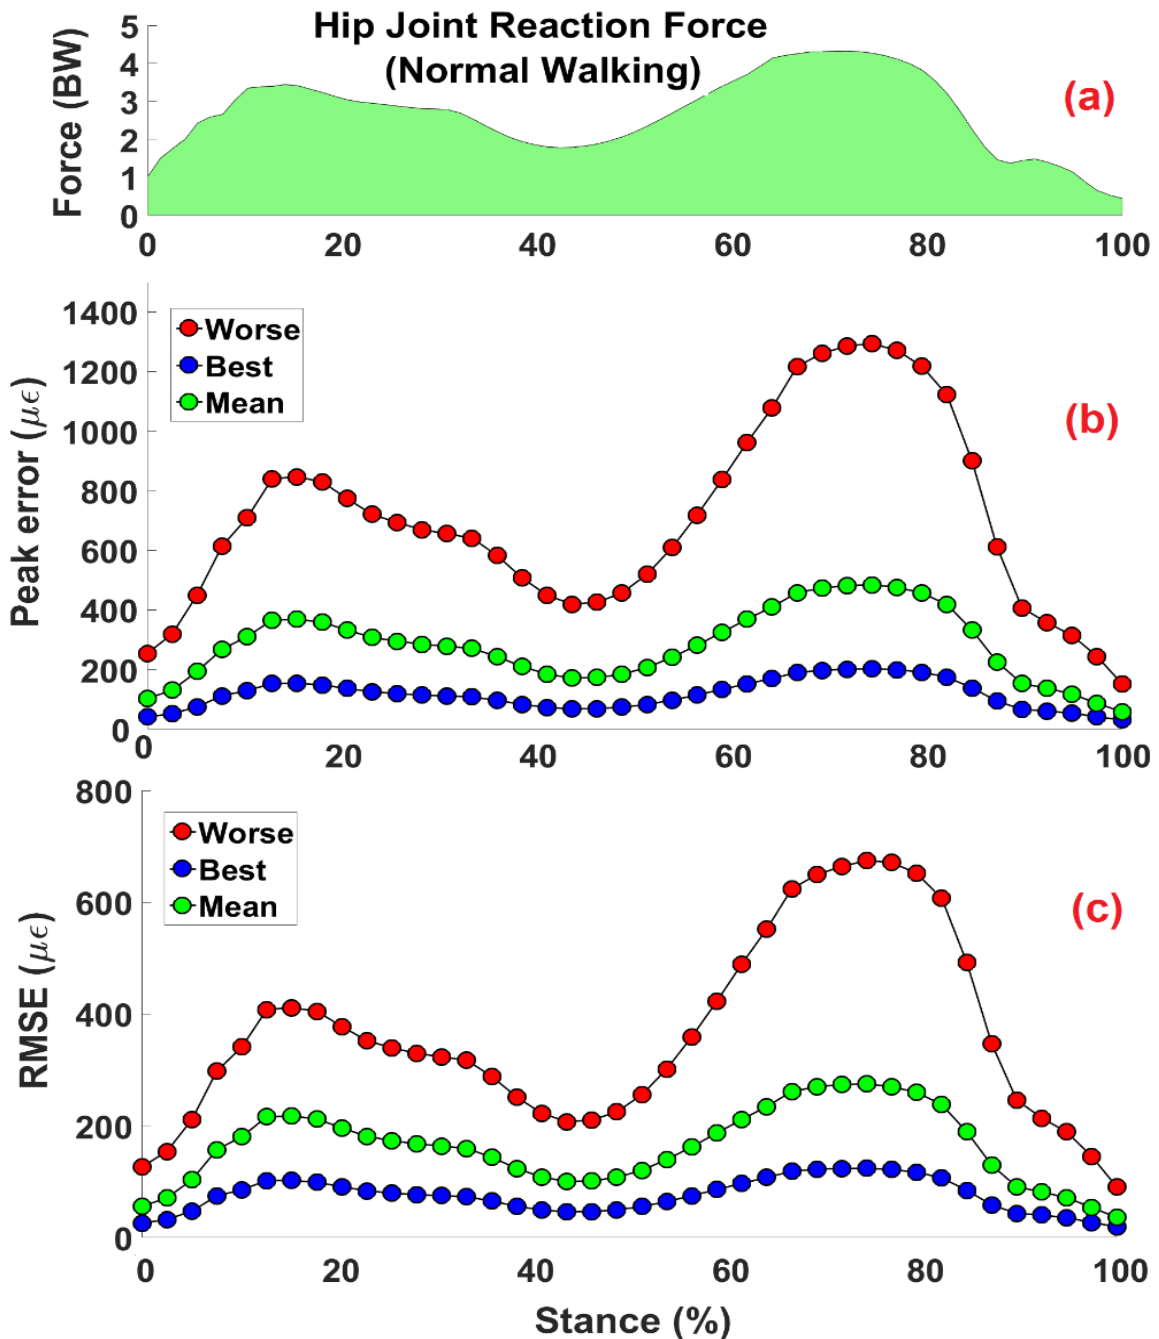 Hip Joint Reaction Force
(Normal Walking)
Force (BW)
5
4
3
2
1
0
0 20 40 60 80 100
(a)
Peak error (με)
1400
1200
1000
800
600
400
200
0
0 20 40 60 80 100
Worse
Best
Mean
(b)
RMSE (με)
800
600
400
200
0
0 20 40 60 80 100
Worse
Best
Mean
(c)
Stance (%)